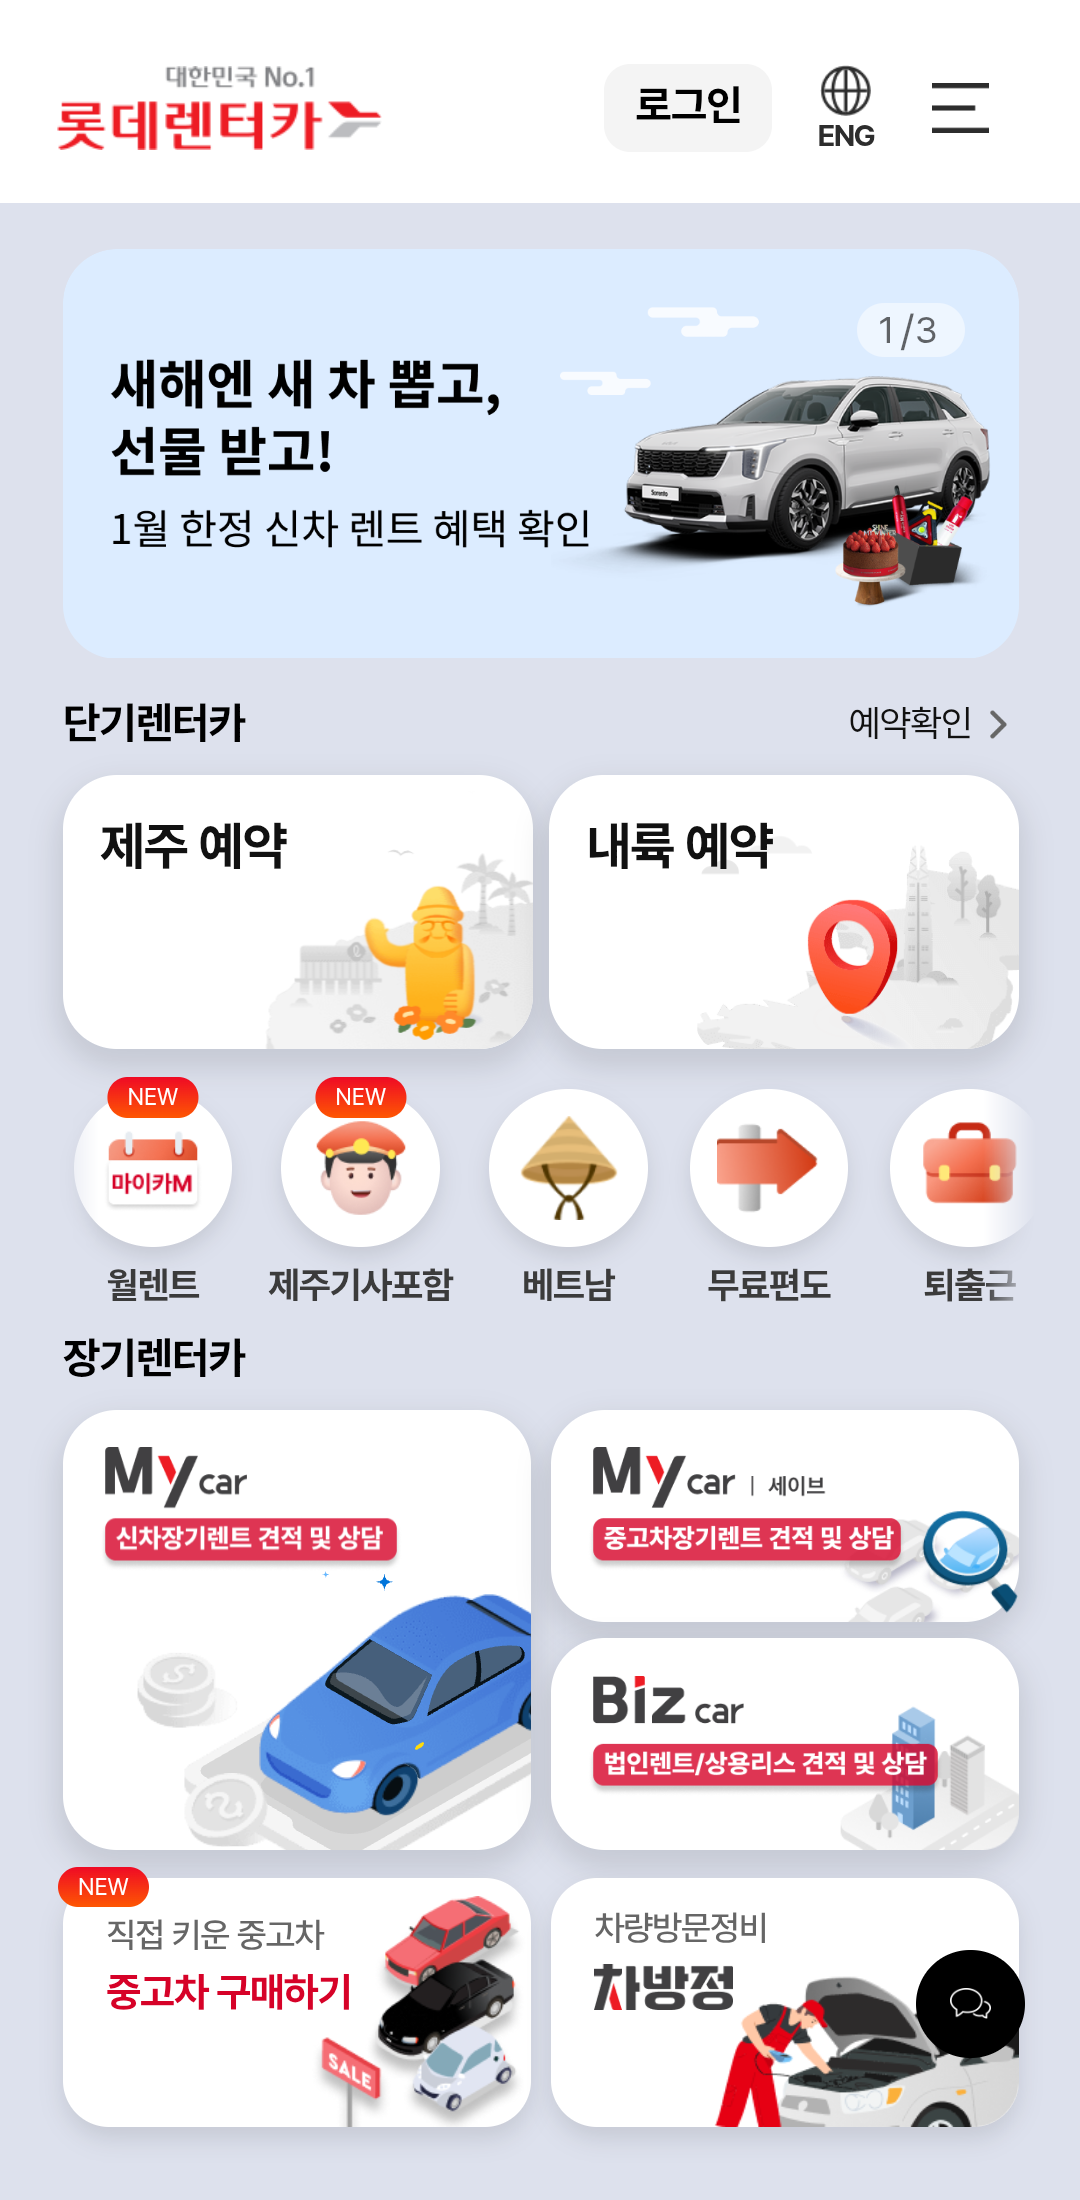 대한민국 No.1
롯데렌터카
로그인
ENG
1/3
새해엔 새 차 뽑고,
선물 받고!
1월 한정 신차 렌트 혜택 확인
Sorento
단기렌터카
예약확인
제주 예약
내륙 예약
NEW
NEW
마이카M
월렌트
제주기사포함
베트남
무료편도
퇴출근
장기렌터카
My car
신차장기렌트 견적 및 상담
My car | 세이브
중고차장기렌트 견적 및 상담
Biz car
법인렌트/상용리스 견적 및 상담
NEW
직접 키운 중고차
중고차 구매하기
SALE
차량방문정비
차방정